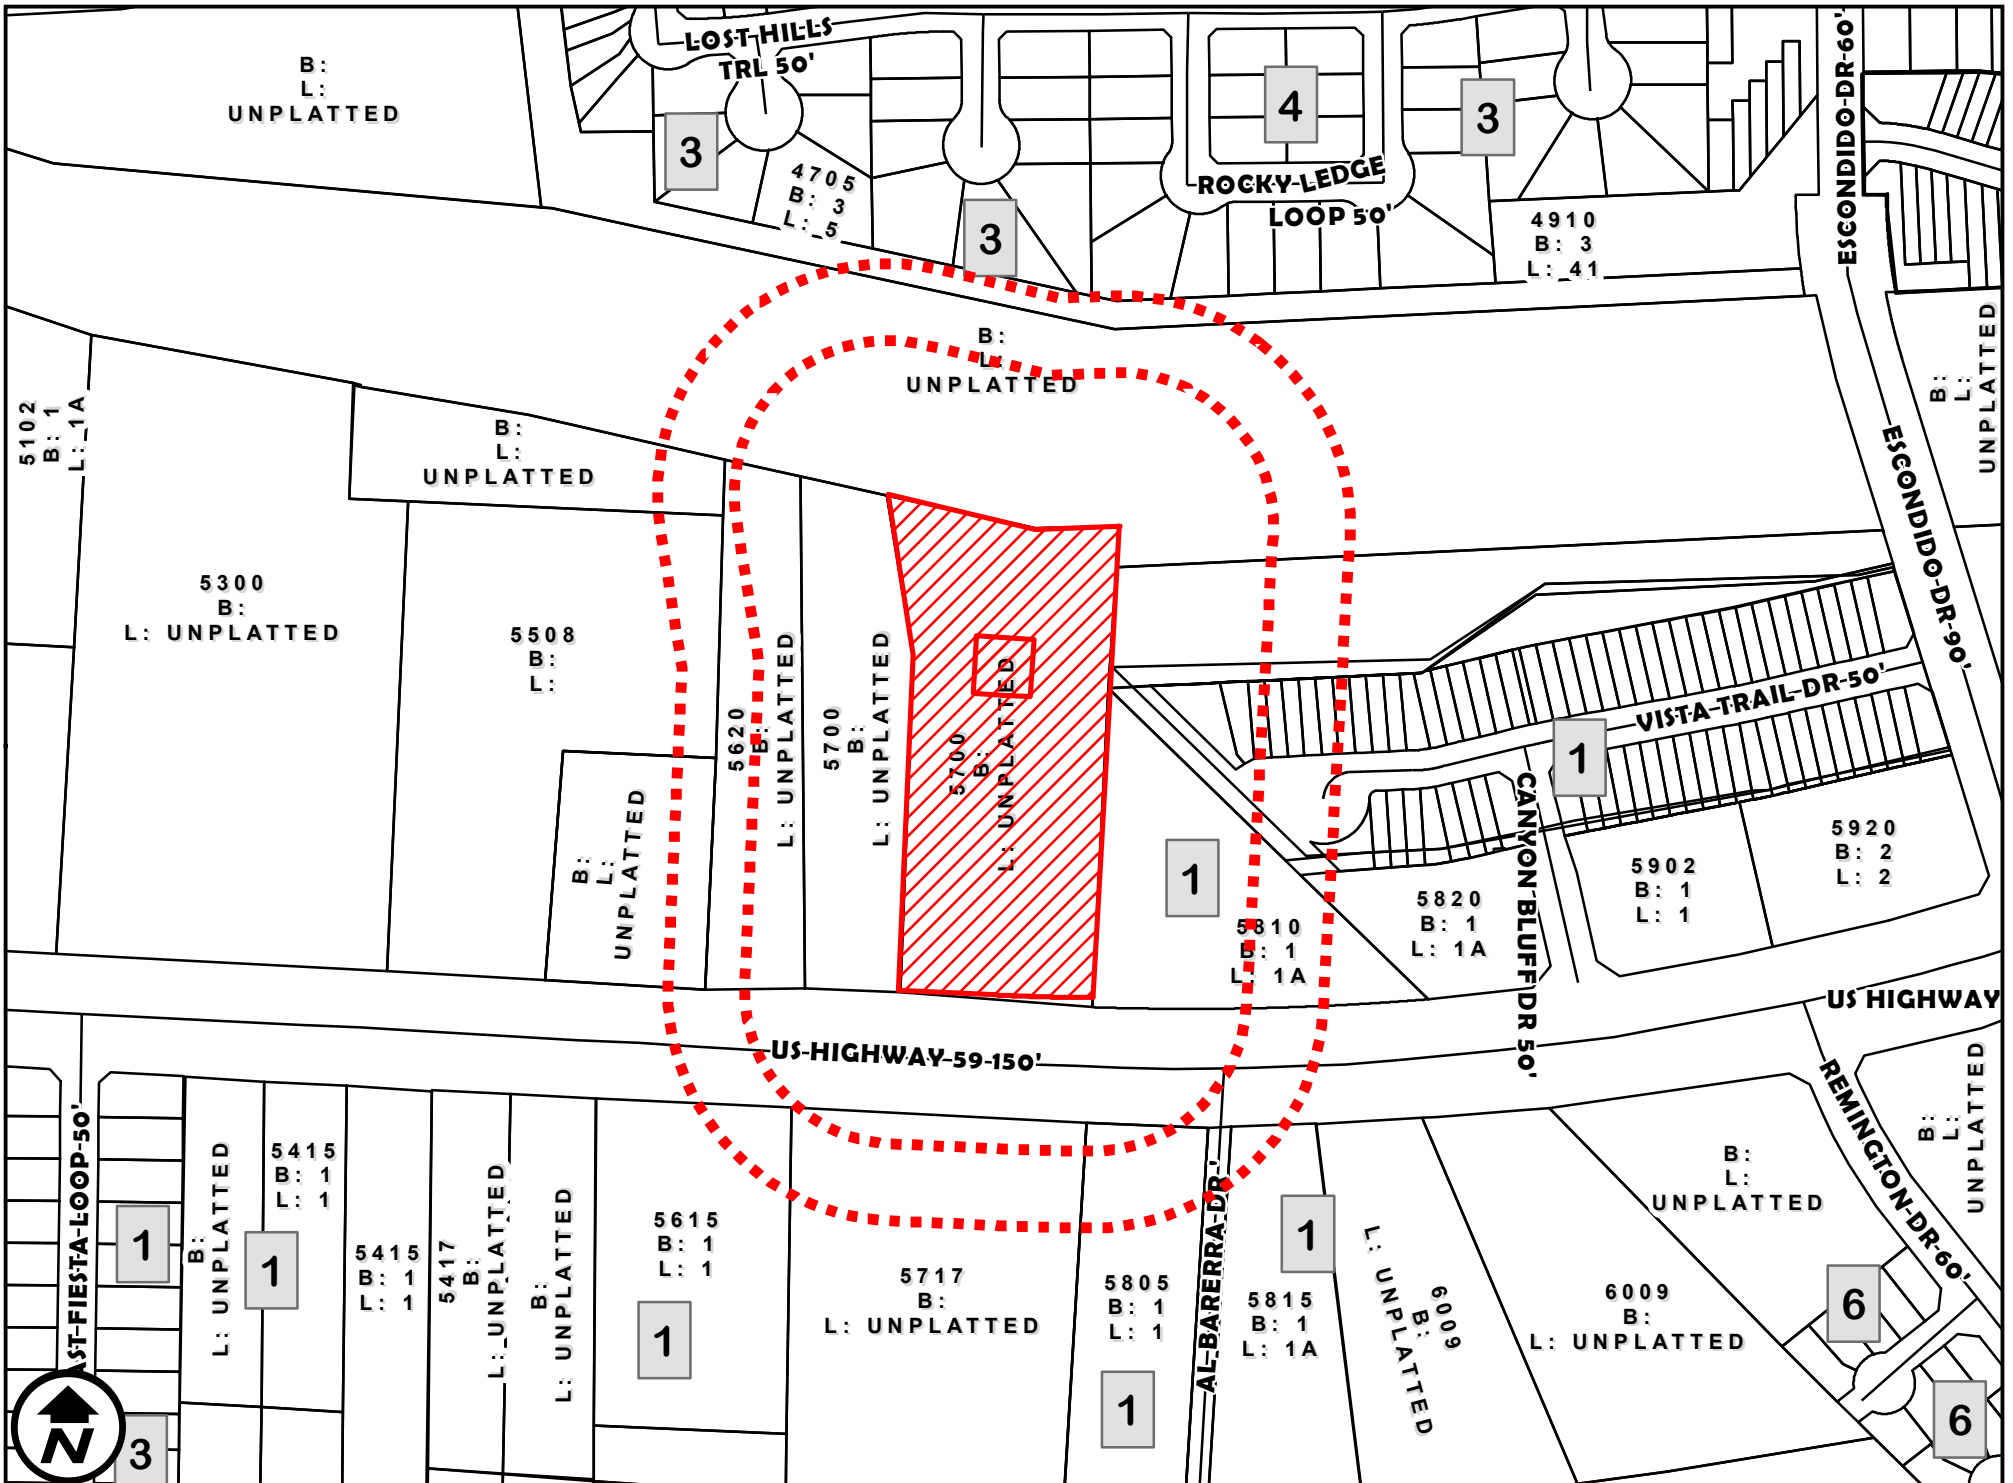 LOST HILLS
TRL 50'
B:
L:
UNPLATTED
3
4705
B: 3
L: 5
3
4
3
ROCKY LEDGE
LOOP 50'
4910
B: 3
L: 41
ESCONDIDO-DR-60'
B:
L:
UNPLATTED
B:
L:
UNPLATTED
5102
B: 1
L: 1A
B:
L:
UNPLATTED
ESCONDIDO-DR-90'
5300
B:
L: UNPLATTED
5508
B:
L:
5620
B:
L: UNPLATTED
5700
B:
L: UNPLATTED
5700
B:
L: UNPLATTED
VISTA-TRAIL-DR-50'
1
B:
L:
UNPLATTED
1
5810
B: 1
L: 1A
5820
B: 1
L: 1A
CANYON BLUFF DR 50'
5902
B: 1
L: 1
5920
B: 2
L: 2
US HIGHWAY
US-HIGHWAY-59-150'
REMINGTON-DR-60'
B:
L:
UNPLATTED
B:
L:
UNPLATTED
AST-FIESTA-LOOP-50'
1
B:
L: UNPLATTED
5415
B: 1
L: 1
1
5415
B: 1
L: 1
5417
B:
L: UNPLATTED
B:
L: UNPLATTED
5615
B: 1
L: 1
1
5717
B:
L: UNPLATTED
5805
B: 1
L: 1
1
AL-BARERRA-DR-'
1
5815
B: 1
L: 1A
6009
B:
L: UNPLATTED
6009
B:
L: UNPLATTED
6
6
N
3